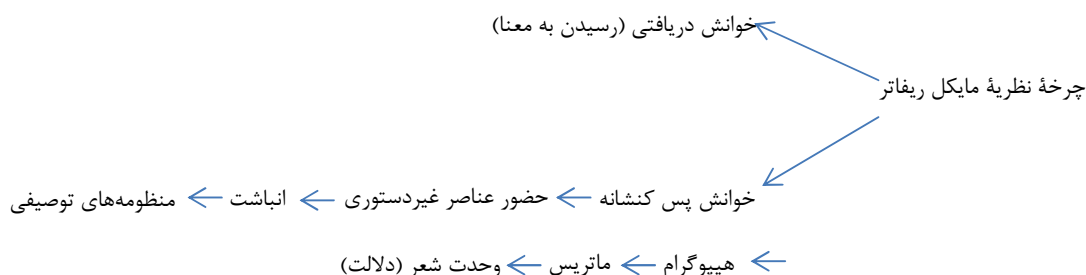 خوانش دریافتی (رسیدن به معنا)
چرخهٔ نظریهٔ مایکل ریفاتر
خوانش پس کنشانه حضور عناصر غیردستوری انباشت منظومه‌های توصیفی
هیپوگرام ماتریس وحدت شعر (دلالت)